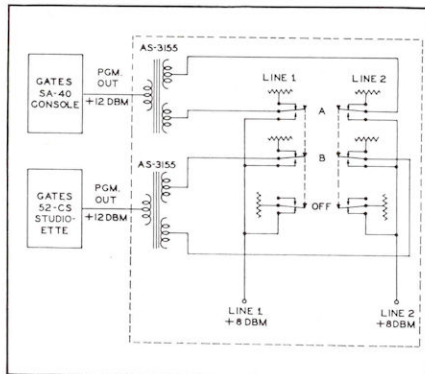 AS-3155
GATES
SA-40
CONSOLE
PGM.
OUT
+12 DBM
LINE 1
LINE 2
A
AS-3155
B
GATES
52-CS
STUDIO-
ETTE
PGM.
OUT
+12 DBM
OFF
LINE 1
+8 DBM
LINE 2
+8DBM